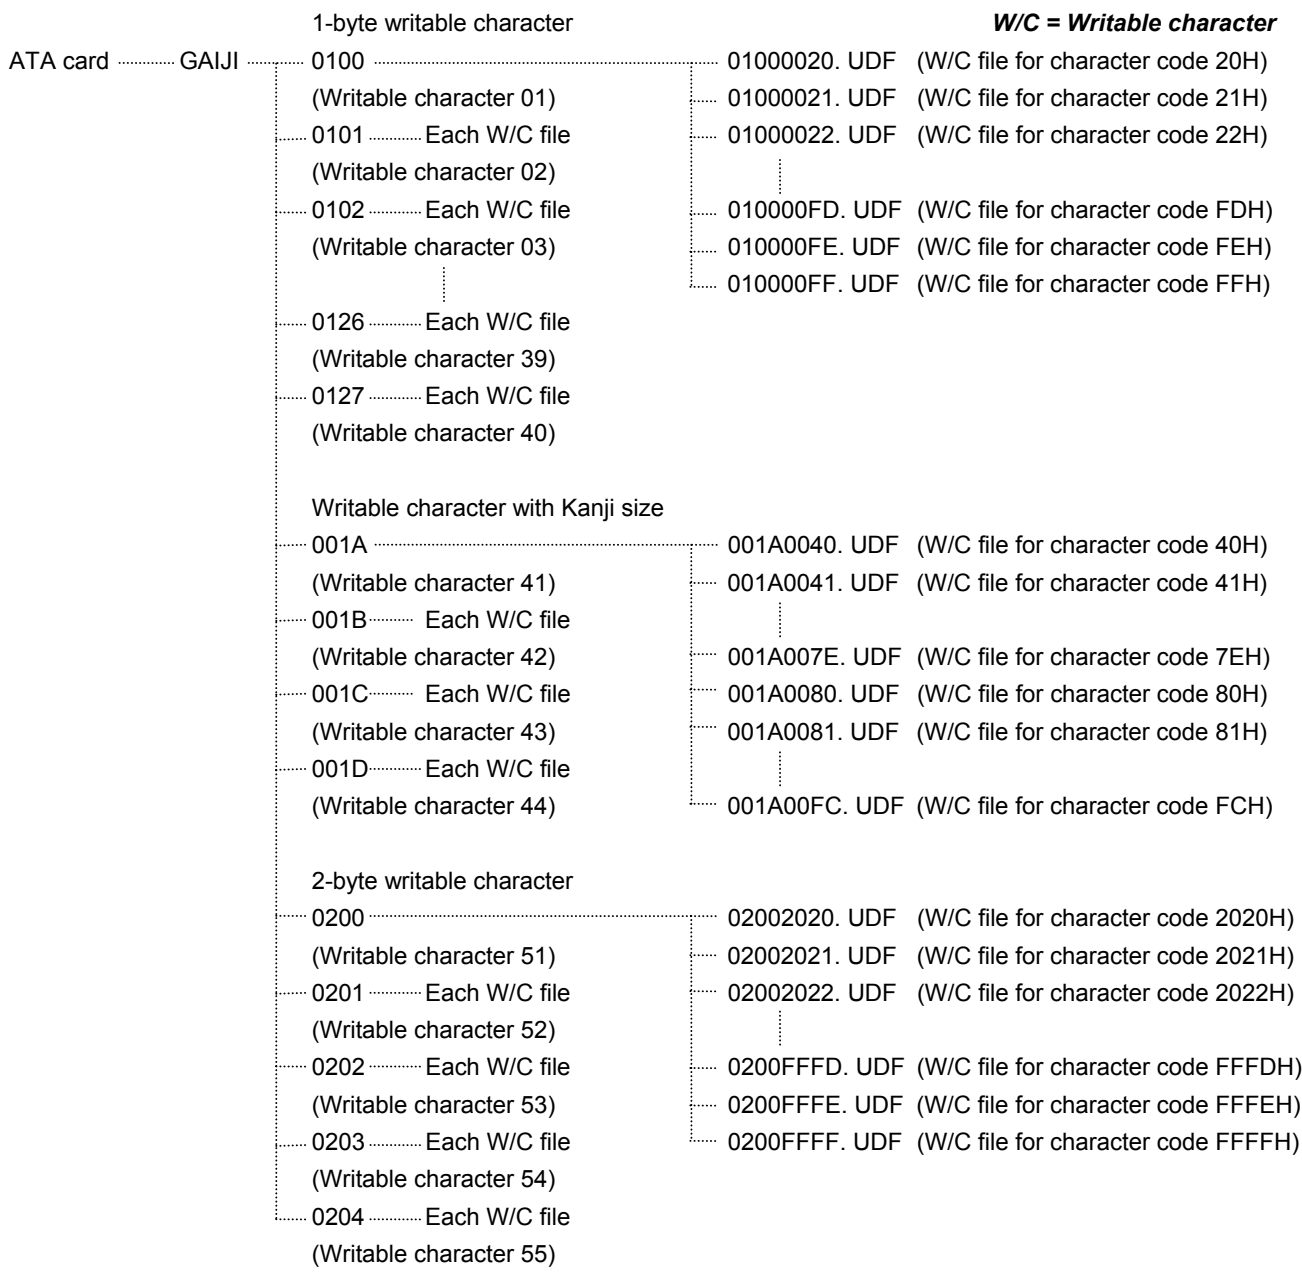 1-byte writable character W/C = Writable character
ATA card GAIJI 0100 01000020. UDF (W/C file for character code 20H)
(Writable character 01) 01000021. UDF (W/C file for character code 21H)
0101 Each W/C file 01000022. UDF (W/C file for character code 22H)
(Writable character 02)
0102 Each W/C file 010000FD. UDF (W/C file for character code FDH)
(Writable character 03) 010000FE. UDF (W/C file for character code FEH)
010000FF. UDF (W/C file for character code FFH)
0126 Each W/C file
(Writable character 39)
0127 Each W/C file
(Writable character 40)
Writable character with Kanji size
001A 001A0040. UDF (W/C file for character code 40H)
(Writable character 41) 001A0041. UDF (W/C file for character code 41H)
001B Each W/C file
(Writable character 42) 001A007E. UDF (W/C file for character code 7EH)
001C Each W/C file 001A0080. UDF (W/C file for character code 80H)
(Writable character 43) 001A0081. UDF (W/C file for character code 81H)
001D Each W/C file
(Writable character 44) 001A00FC. UDF (W/C file for character code FCH)
2-byte writable character
0200 02002020. UDF (W/C file for character code 2020H)
(Writable character 51) 02002021. UDF (W/C file for character code 2021H)
0201 Each W/C file 02002022. UDF (W/C file for character code 2022H)
(Writable character 52)
0202 Each W/C file 0200FFFD. UDF (W/C file for character code FFFDH)
(Writable character 53) 0200FFFE. UDF (W/C file for character code FFFEH)
0203 Each W/C file 0200FFFF. UDF (W/C file for character code FFFFH)
(Writable character 54)
0204 Each W/C file
(Writable character 55)